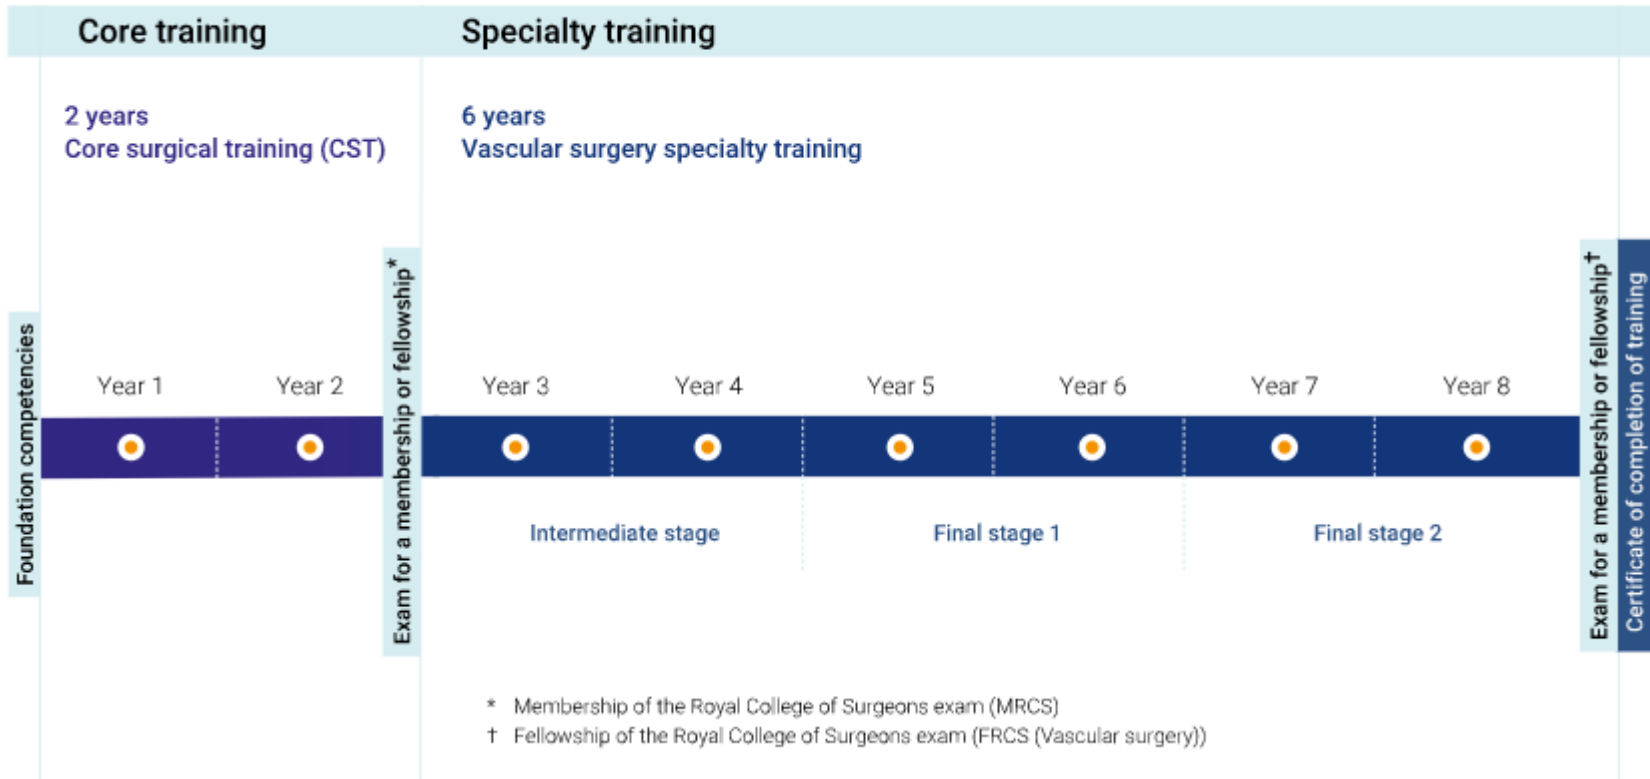 Core training
Specialty training
2 years
Core surgical training (CST)
6 years
Vascular surgery specialty training
Foundation competencies
Year 1
Year 2
Exam for a membership or fellowship*
Year 3
Year 4
Year 5
Year 6
Year 7
Year 8
Exam for a membership or fellowship†
Certificate of completion of training
Intermediate stage
Final stage 1
Final stage 2
* Membership of the Royal College of Surgeons exam (MRCS)
† Fellowship of the Royal College of Surgeons exam (FRCS (Vascular surgery))